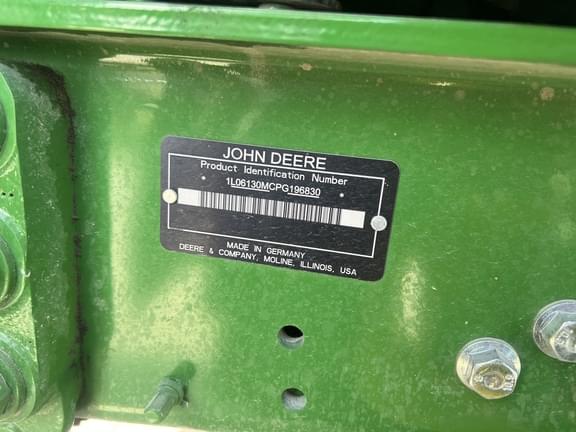 JOHN DEERE
Product Identification Number
* 1L06130MCPG196830 *
MADE IN GERMANY
DEERE & COMPANY, MOLINE, ILLINOIS, USA